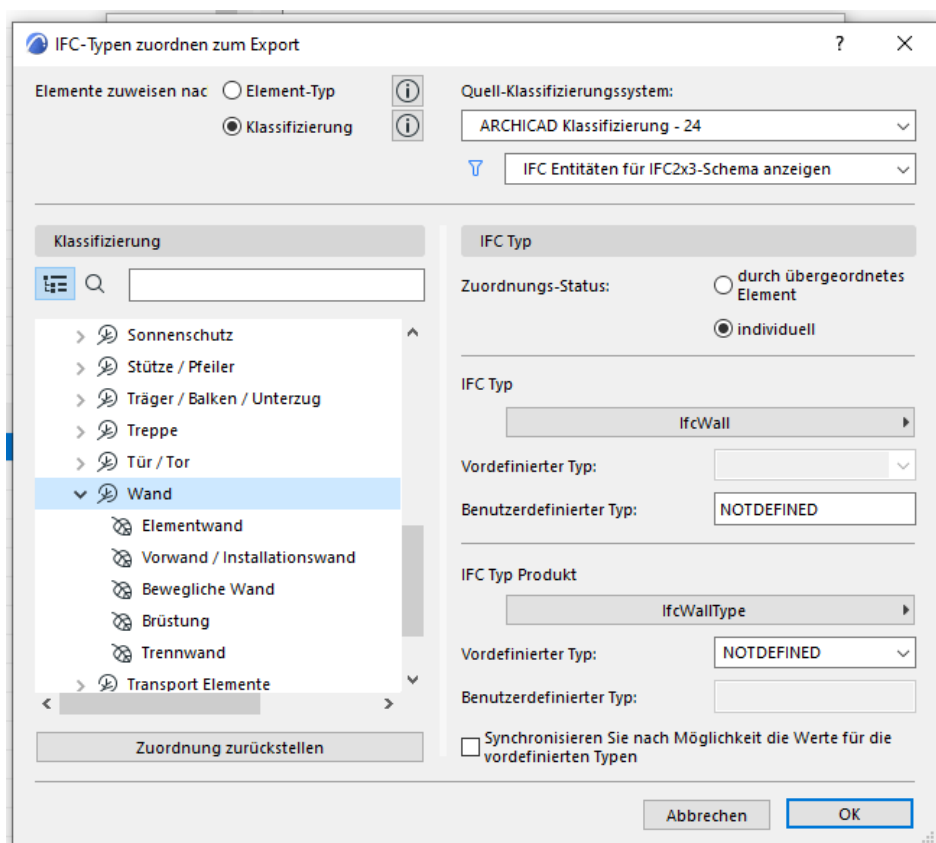 IFC-Typen zuordnen zum Export
?
Elemente zuweisen nac
Element-Typ
Klassifizierung
Quell-Klassifizierungssystem:
ARCHICAD Klassifizierung - 24
IFC Entitäten für IFC2x3-Schema anzeigen
Klassifizierung
Sonnenschutz
Stütze / Pfeiler
Träger / Balken / Unterzug
Treppe
Tür / Tor
Wand
Elementwand
Vorwand / Installationswand
Bewegliche Wand
Brüstung
Trennwand
Transport Elemente
Zuordnung zurückstellen
IFC Typ
Zuordnungs-Status:
durch übergeordnetes
Element
individuell
IFC Typ
IfcWall
Vordefinierter Typ:
Benutzerdefinierter Typ:
NOTDEFINED
IFC Typ Produkt
IfcWallType
Vordefinierter Typ:
NOTDEFINED
Benutzerdefinierter Typ:
Synchronisieren Sie nach Möglichkeit die Werte für die
vordefinierten Typen
Abbrechen
OK